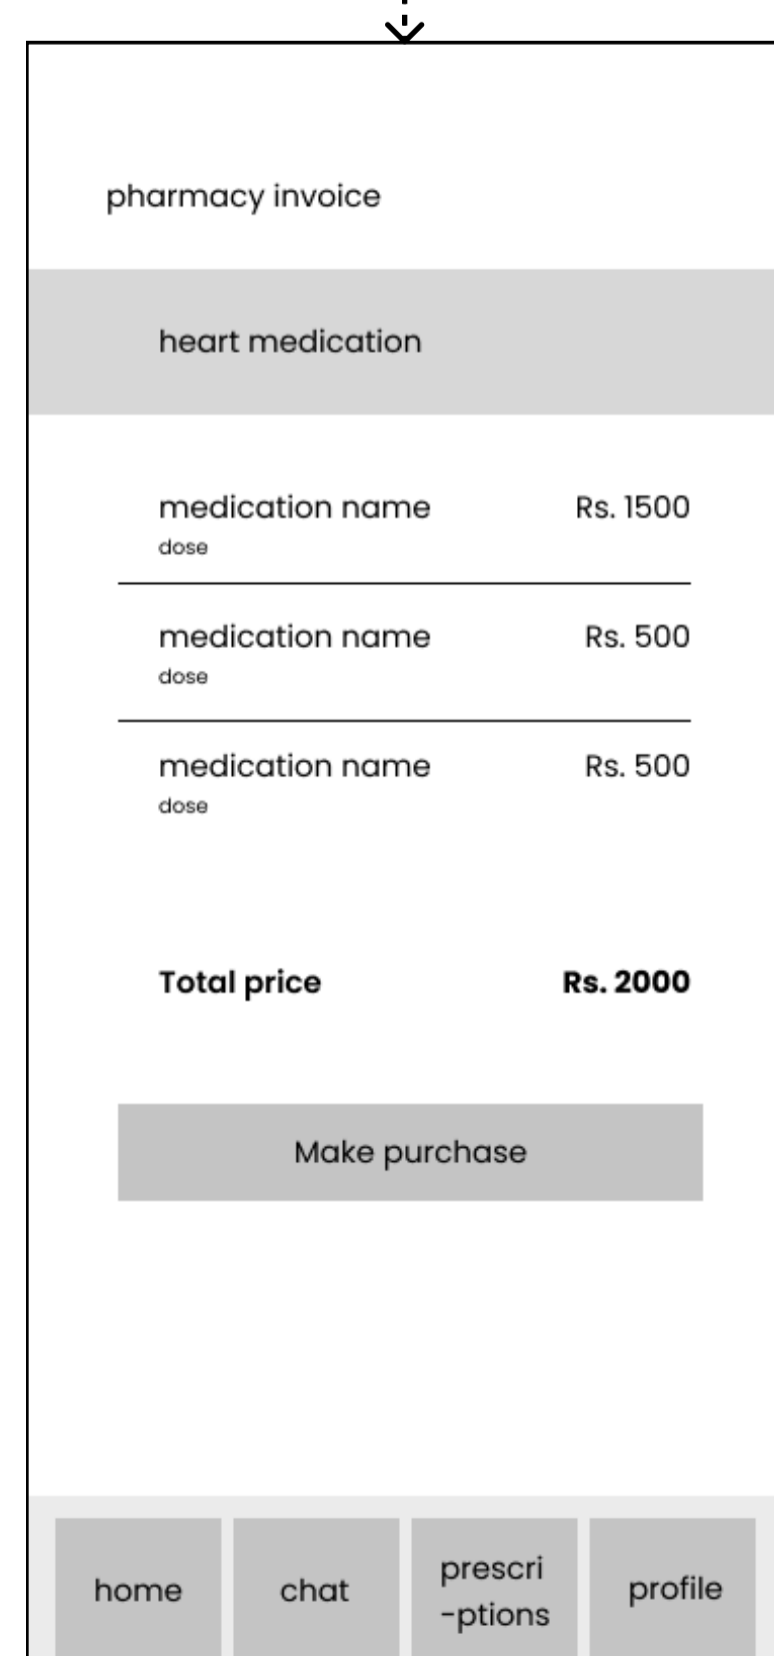 pharmacy invoice
heart medication
medication name Rs. 1500
dose
medication name Rs. 500
dose
medication name Rs. 500
dose
Total price Rs. 2000
Make purchase
home chat prescri profile
-ptions